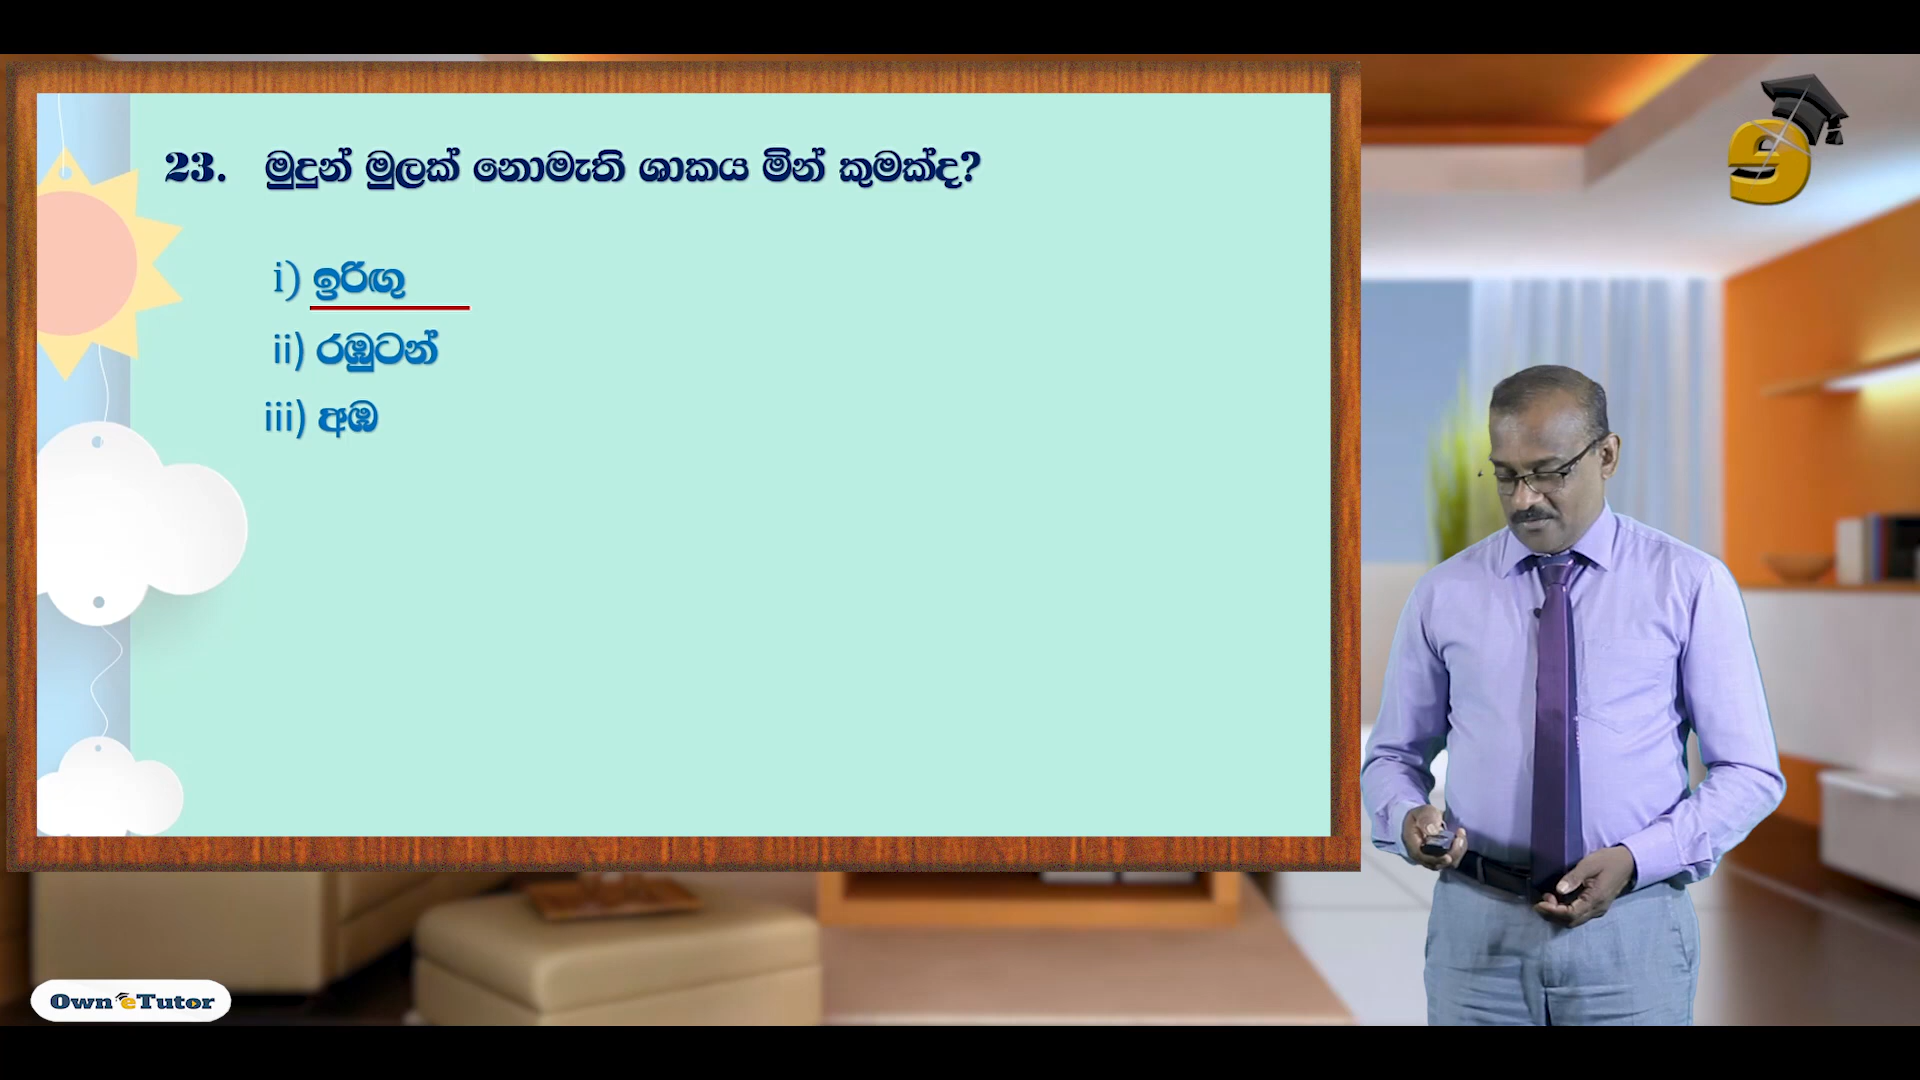 23. මුදුන් මුලක් නොමැති ශාකය මින් කුමක්ද?
i) ඉරිඟු
ii) රඹුටන්
iii) අඹ
Own eTutor